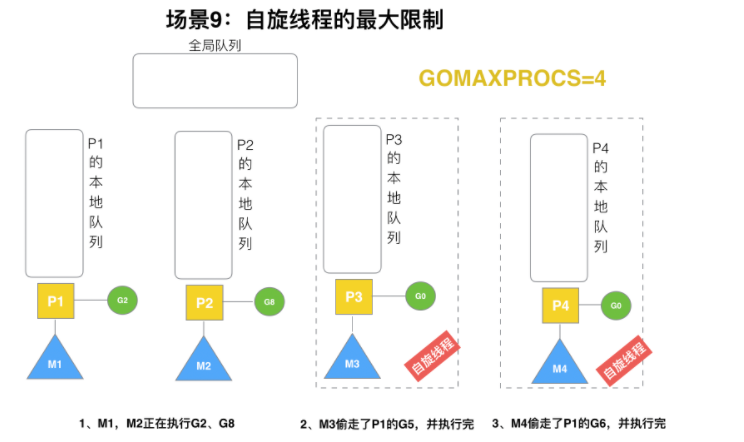 场景9：自旋线程的最大限制
全局队列
GOMAXPROCS=4
P1的本地队列
P2的本地队列
P3的本地队列
P4的本地队列
P1
G2
P2
G8
P3
G0
P4
G0
M1
M2
M3
自旋线程
M4
自旋线程
1、M1，M2正在执行G2、G8
2、M3偷走了P1的G5，并执行完
3、M4偷走了P1的G6，并执行完